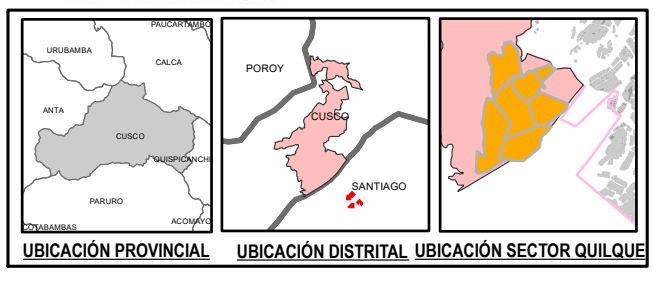 PAUCARTAMBO
URUBAMBA
CALCA
ANTA
CUSCO
QUISPICANCHI
PARURO
ACOMAYO
COTABAMBAS
UBICACIÓN PROVINCIAL
POROY
CUSCO
SANTIAGO
UBICACIÓN DISTRITAL
UBICACIÓN SECTOR QUILQUE